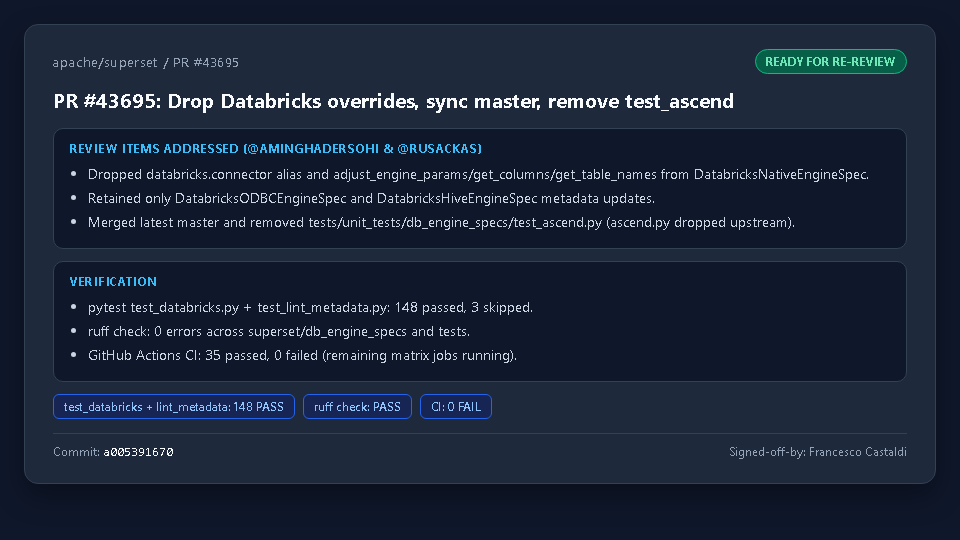 apache/superset / PR #43695
READY FOR RE-REVIEW
PR #43695: Drop Databricks overrides, sync master, remove test_ascend
REVIEW ITEMS ADDRESSED (@AMINGHADERSOHI & @RUSACKAS)
• Dropped databricks.connector alias and adjust_engine_params/get_columns/get_table_names from DatabricksNativeEngineSpec.
• Retained only DatabricksODBCEngineSpec and DatabricksHiveEngineSpec metadata updates.
• Merged latest master and removed tests/unit_tests/db_engine_specs/test_ascend.py (ascend.py dropped upstream).
VERIFICATION
• pytest test_databricks.py + test_lint_metadata.py: 148 passed, 3 skipped.
• ruff check: 0 errors across superset/db_engine_specs and tests.
• GitHub Actions CI: 35 passed, 0 failed (remaining matrix jobs running).
test_databricks + lint_metadata: 148 PASS
ruff check: PASS
CI: 0 FAIL
Commit: a005391670
Signed-off-by: Francesco Castaldi